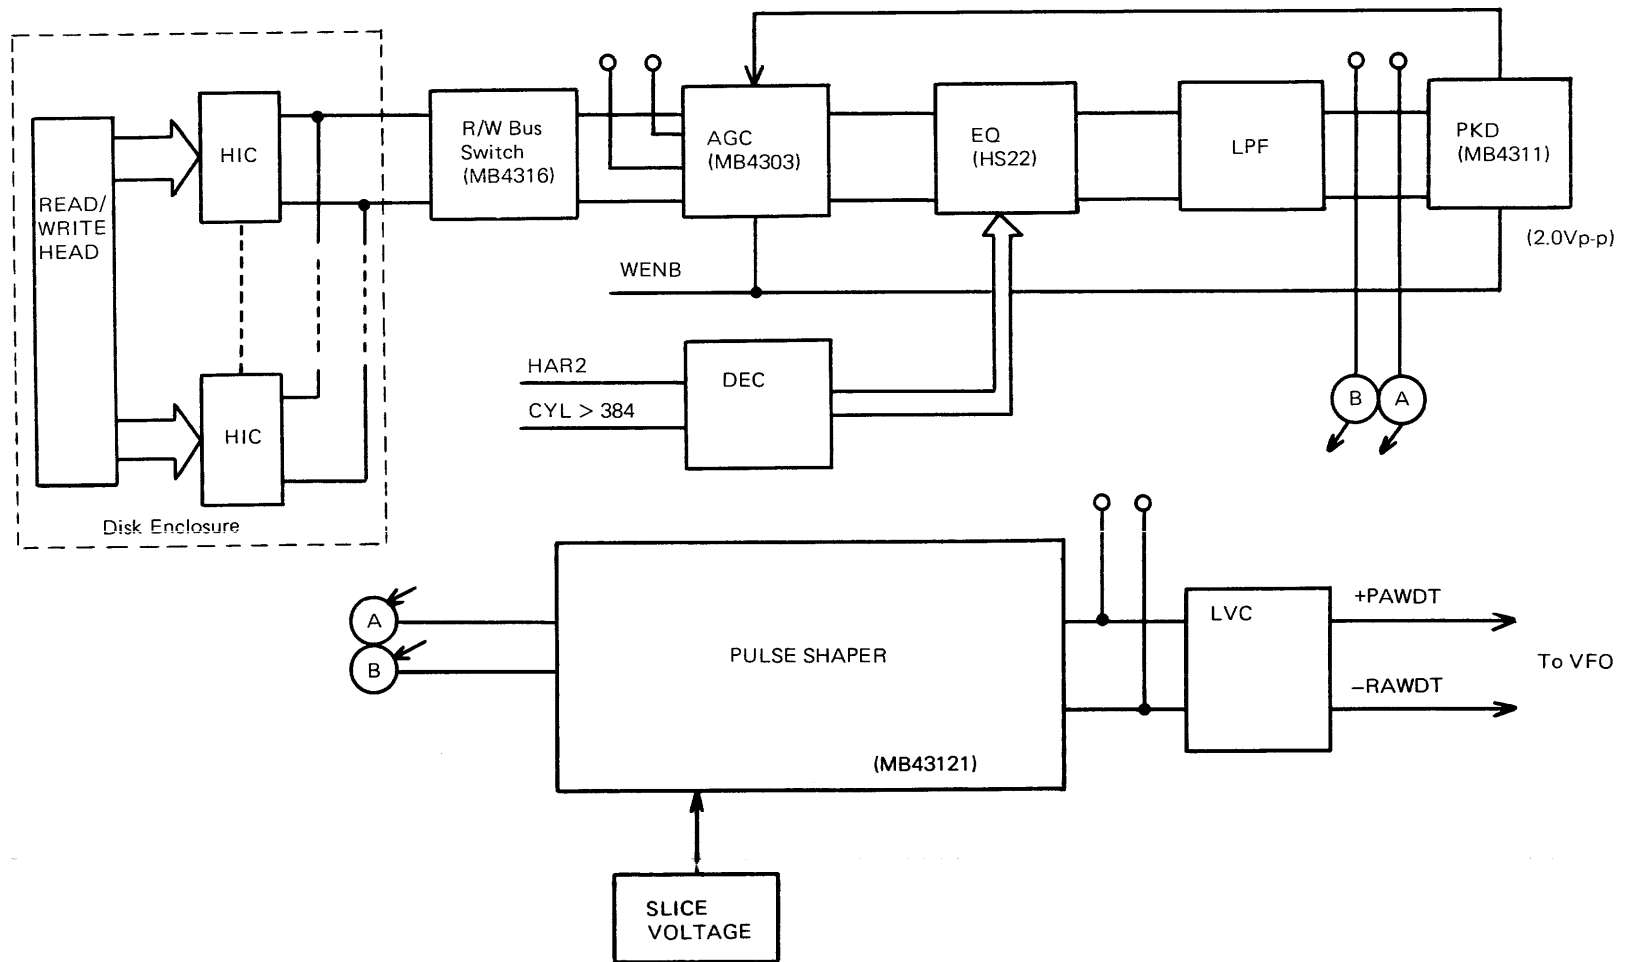 READ/
WRITE
HEAD
HIC
HIC
Disk Enclosure
R/W Bus
Switch
(MB4316)
AGC
(MB4303)
EQ
(HS22)
LPF
PKD
(MB4311)
(2.0Vp-p)
WENB
HAR2
CYL > 384
DEC
B
A
A
B
PULSE SHAPER
(MB43121)
SLICE
VOLTAGE
LVC
+PAWDT
−RAWDT
To VFO